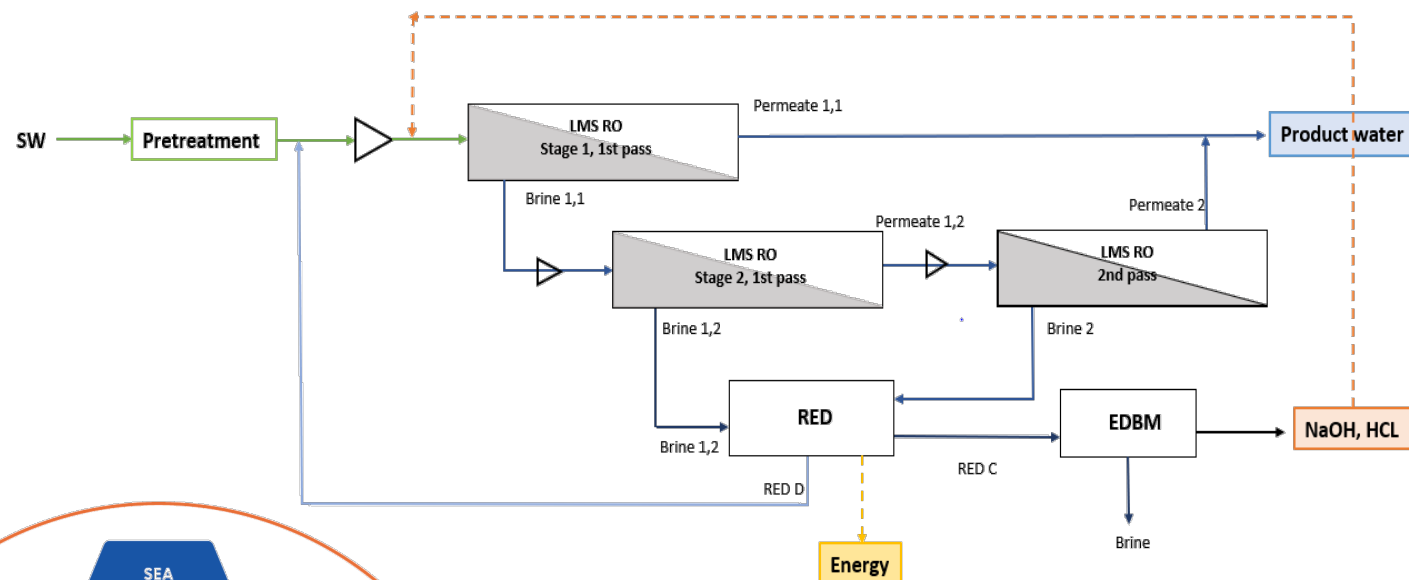 Permeate 1,1
LMS RO
Stage 1, 1st pass
SW
Pretreatment
Product water
Brine 1,1
Permeate 1,2
Permeate 2
LMS RO
Stage 2, 1st pass
LMS RO
2nd pass
Brine 1,2
Brine 2
RED
EDBM
NaOH, HCL
Brine 1,2
RED C
RED D
Brine
Energy
SEA